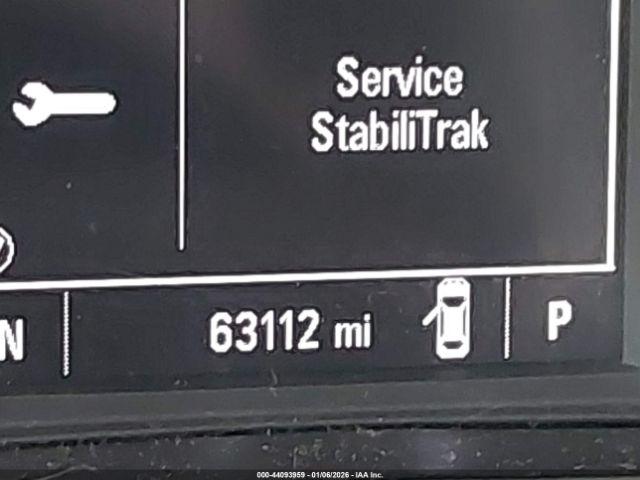 Service
StabiliTrak
N
63112 mi
P
000-44093959 - 01/06/2026 - IAA Inc.